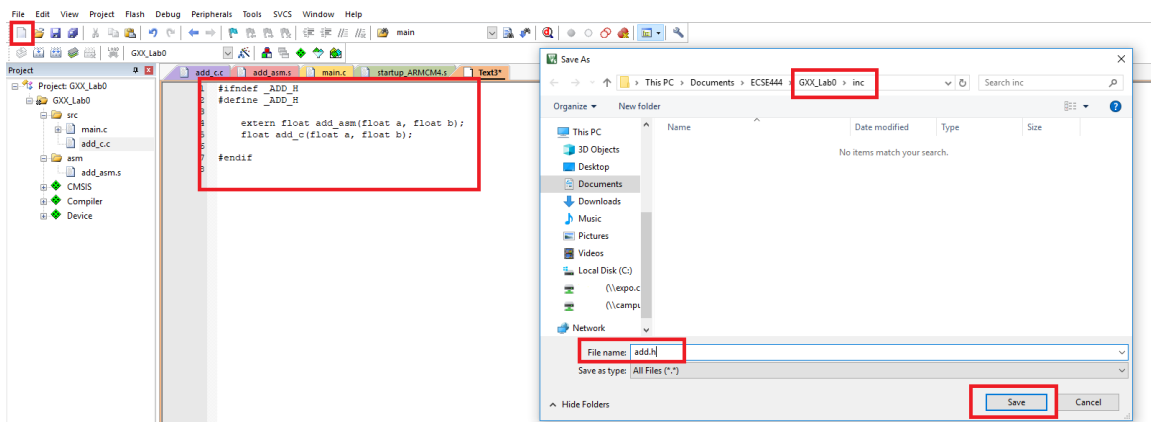 File Edit View Project Flash Debug Peripherals Tools SVCS Window Help
main
GXX_Lab0
Project
Project: GXX_Lab0
GXX_Lab0
src
main.c
add_c.c
asm
add_asm.s
CMSIS
Compiler
Device
add_c.c add_asm.s main.c startup_ARMCM4.s Text3*
1 #ifndef _ADD_H
2 #define _ADD_H
3
4 extern float add_asm(float a, float b);
5 float add_c(float a, float b);
6
7 #endif
8
Save As
This PC > Documents > ECSE444 > GXX_Lab0 > inc
Search inc
Organize New folder
Name Date modified Type Size
No items match your search.
This PC
3D Objects
Desktop
Documents
Downloads
Music
Pictures
Videos
Local Disk (C:)
(\\expo.c
(\\campu
Network
File name: add.h
Save as type: All Files (*.*)
Hide Folders
Save Cancel